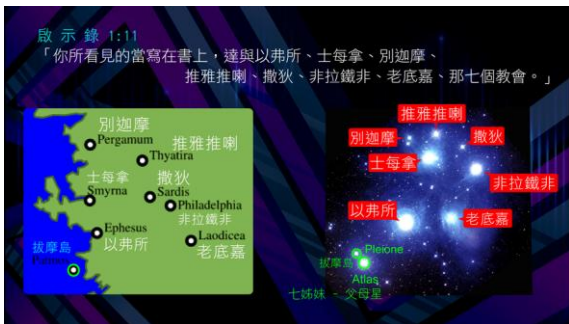 啟示錄 1:11
「你所看見的當寫在書上，達與以弗所、士每拿、別迦摩、
推雅推喇、撒狄、非拉鐵非、老底嘉、那七個教會。」
別迦摩
Pergamum
推雅推喇
Thyatira
士每拿
Smyrna
撒狄
Sardis
Philadelphia
非拉鐵非
Ephesus
以弗所
Laodicea
老底嘉
拔摩島
Patmos
推雅推喇
別迦摩
撒狄
士每拿
非拉鐵非
以弗所
老底嘉
Pleione
拔摩島
Atlas
七姊妹 - 父母星